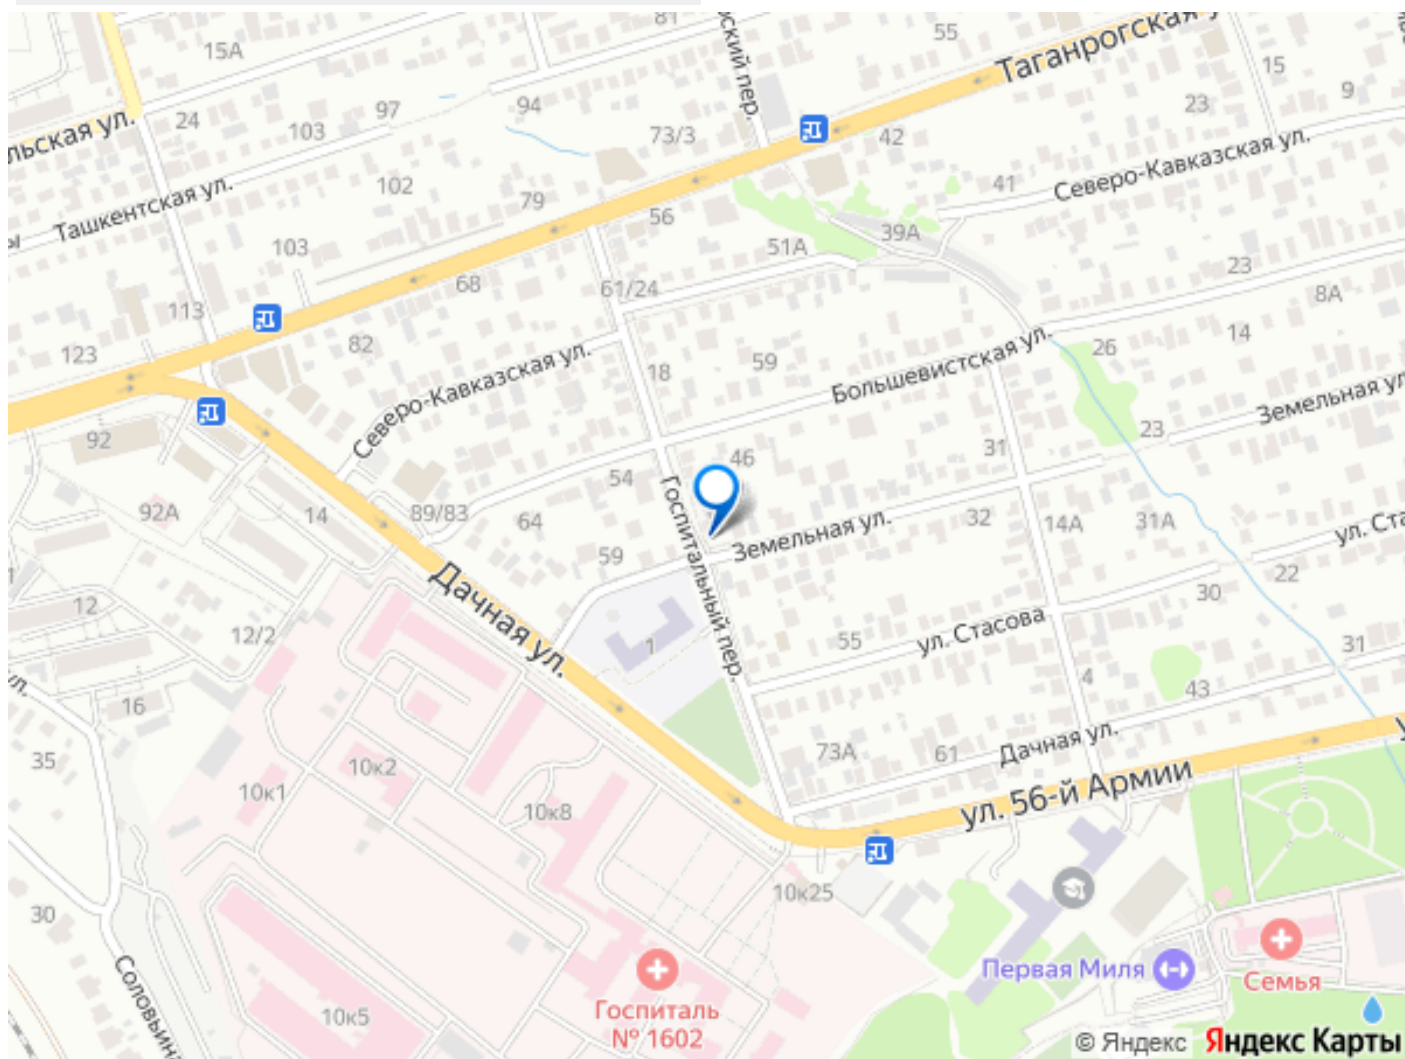 81
ский пер.
55
Таганрогская у
15А
15
97
94
9
24
103
73/3
23
льская ул.
42
Северо-Кавказская ул.
102
41
Ташкентская ул.
79
56
39А
ы
103
51А
23
68
61/24
8А
113
14
82
59
Большевистская ул.
26
123
18
Северо-Кавказская ул.
Земельная ул
23
92
46
31
54
Госпитальный пер.
92А
14
89/83
64
Земельная ул.
32
14А
31А
ул. Ста
59
22
Дачная ул.
30
12
12/2
1
55
ул. Стасова
31
ул.
4
43
16
73А
61
Дачная ул.
35
10к2
ул. 56-й Армии
10к1
10к8
10к25
30
Соловьина
Первая Миля
Семья
Госпиталь
№ 1602
10к5
© Яндекс Яндекс Карты